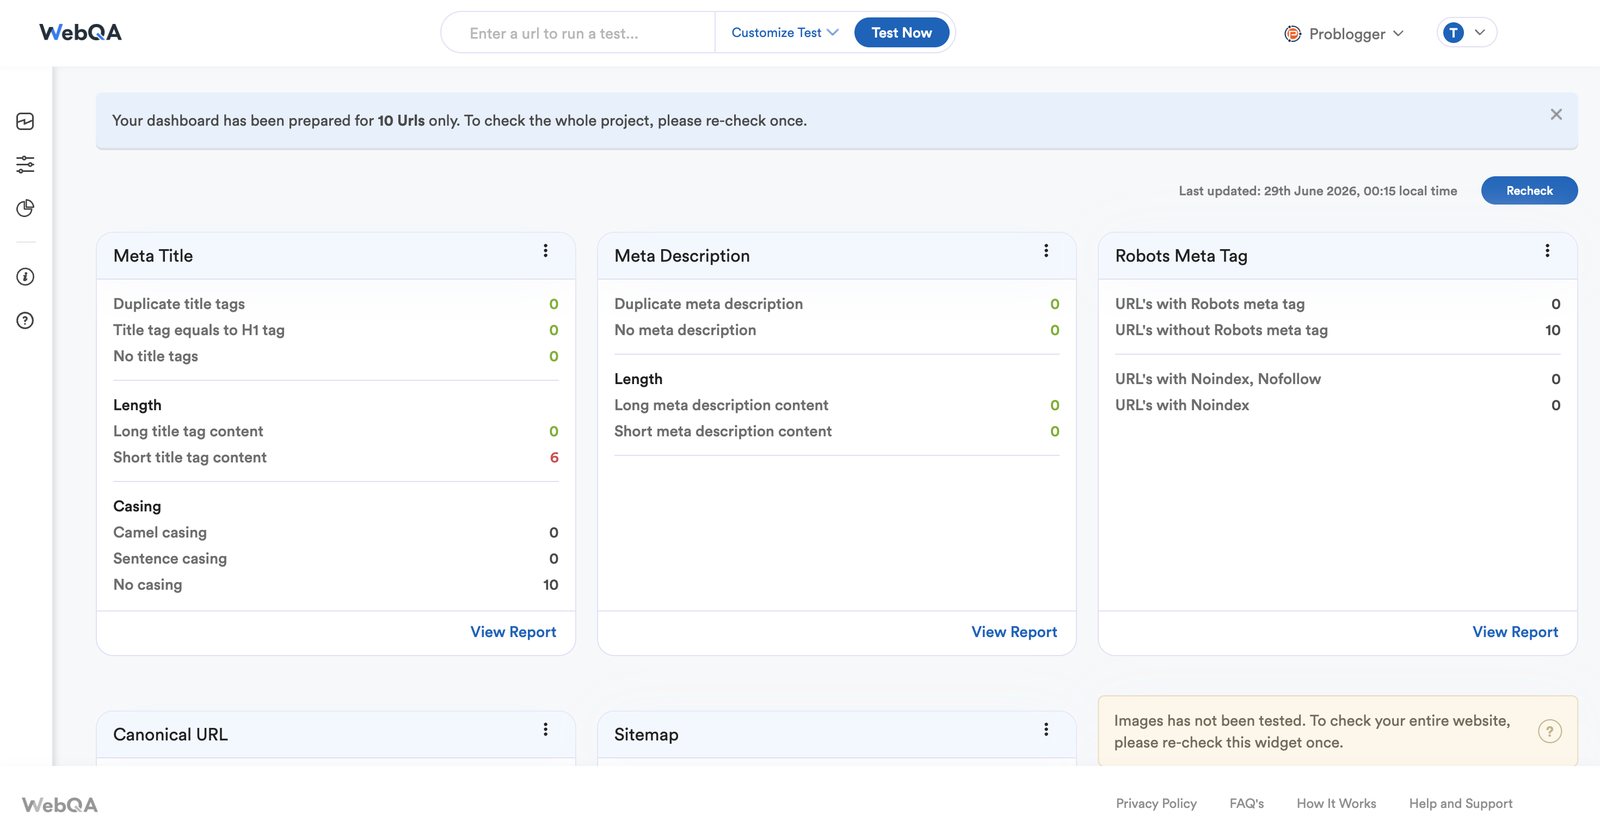 WebQA
Enter a url to run a test...
Customize Test
Test Now
Problogger
T
Your dashboard has been prepared for 10 Urls only. To check the whole project, please re-check once.
Last updated: 29th June 2026, 00:15 local time
Recheck
Meta Title
Duplicate title tags 0
Title tag equals to H1 tag 0
No title tags 0
Length
Long title tag content 0
Short title tag content 6
Casing
Camel casing 0
Sentence casing 0
No casing 10
View Report
Meta Description
Duplicate meta description 0
No meta description 0
Length
Long meta description content 0
Short meta description content 0
View Report
Robots Meta Tag
URL's with Robots meta tag 0
URL's without Robots meta tag 10
URL's with Noindex, Nofollow 0
URL's with Noindex 0
View Report
Canonical URL
Sitemap
Images has not been tested. To check your entire website,
please re-check this widget once.
?
WebQA
Privacy Policy
FAQ's
How It Works
Help and Support